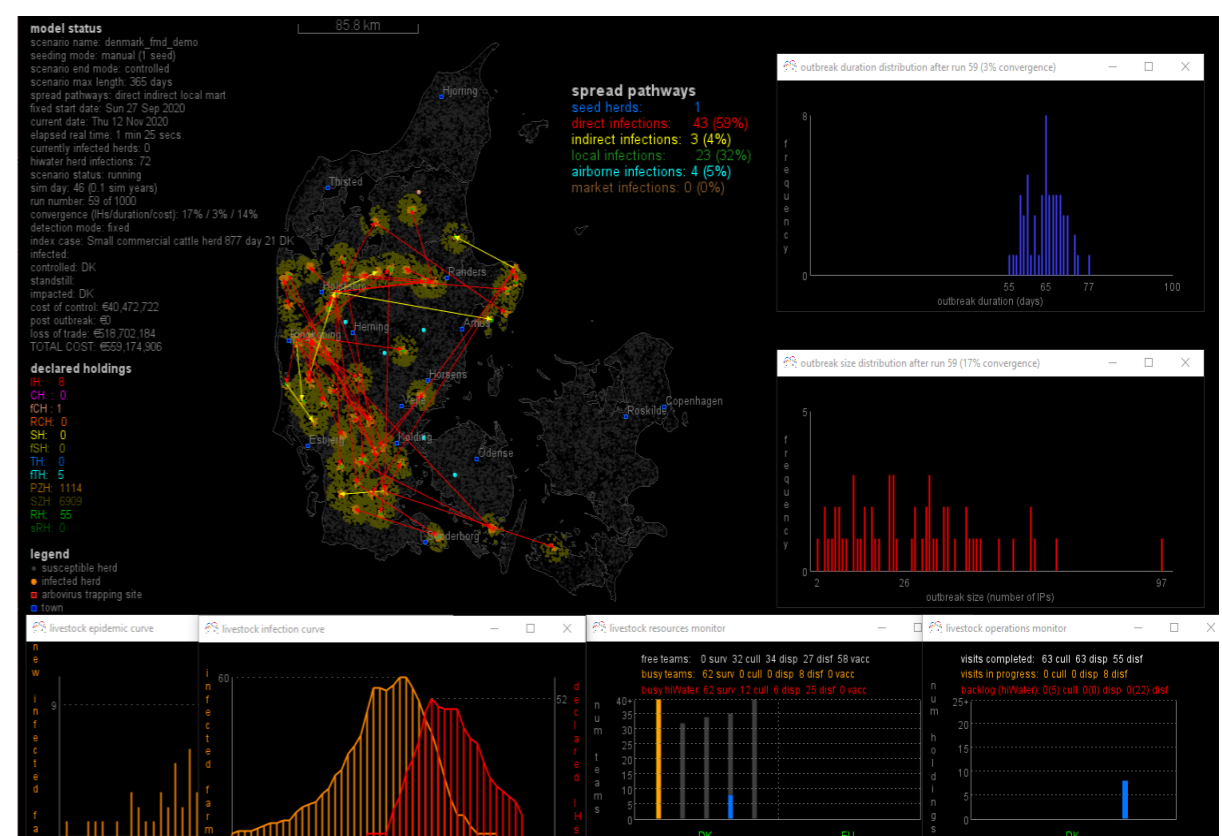 model status
scenario name: denmark_fmd_demo
seeding mode: manual (1 seed)
scenario end mode: controlled
scenario max length: 365 days
spread pathways: direct indirect local mart
fixed start date: Sun 27 Sep 2020
current date: Thu 12 Nov 2020
elapsed real time: 1 min 25 secs
currently infected herds: 0
hiwater herd infections: 72
scenario status: running
sim day: 46 (0.1 sim years)
run number: 59 of 1000
convergence (IHs/duration/cost): 17% / 3% / 14%
detection mode: fixed
index case: Small commercial cattle herd 877 day 21 DK
infected:
controlled: DK
standstill:
impacted: DK
cost of control: €40,472,722
post outbreak: €0
loss of trade: €518,702,184
TOTAL COST: €559,174,906
declared holdings
IH: 8
CH : 0
fCH : 1
RCH: 0
SH: 0
fSH: 0
TH: 0
fTH: 5
PZH: 1114
SZH: 6909
RH: 55
sRH: 0
legend
susceptible herd
infected herd
arbovirus trapping site
town
85.8 km
Hjorring
Thisted
Randers
Herning
Horsens
Vejle
Esbjerg
Kolding
Odense
Sonderborg
Roskilde
Copenhagen
spread pathways
seed herds: 1
direct infections: 43 (59%)
indirect infections: 3 (4%)
local infections: 23 (32%)
airborne infections: 4 (5%)
market infections: 0 (0%)
outbreak duration distribution after run 59 (3% convergence)
8
frequency
0
55 65 77 100
outbreak duration (days)
outbreak size distribution after run 59 (17% convergence)
5
frequency
0
2 26 97
outbreak size (number of IPs)
livestock epidemic curve
new infected fa
9
livestock infection curve
infected farm
60
52
declared IHs
livestock resources monitor
free teams: 0 surv 32 cull 34 disp 27 disf 58 vacc
busy teams: 62 surv 0 cull 0 disp 8 disf 0 vacc
busy hiWater: 62 surv 12 cull 6 disp 25 disf 0 vacc
num teams
40+
35
30
25
20
15
10
5
0
DK EU
livestock operations monitor
visits completed: 63 cull 63 disp 55 disf
visits in progress: 0 cull 0 disp 8 disf
backlog (hiWater): 0(5) cull 0(0) disp 0(22) disf
num holdings
25+
20
15
10
5
0
DK